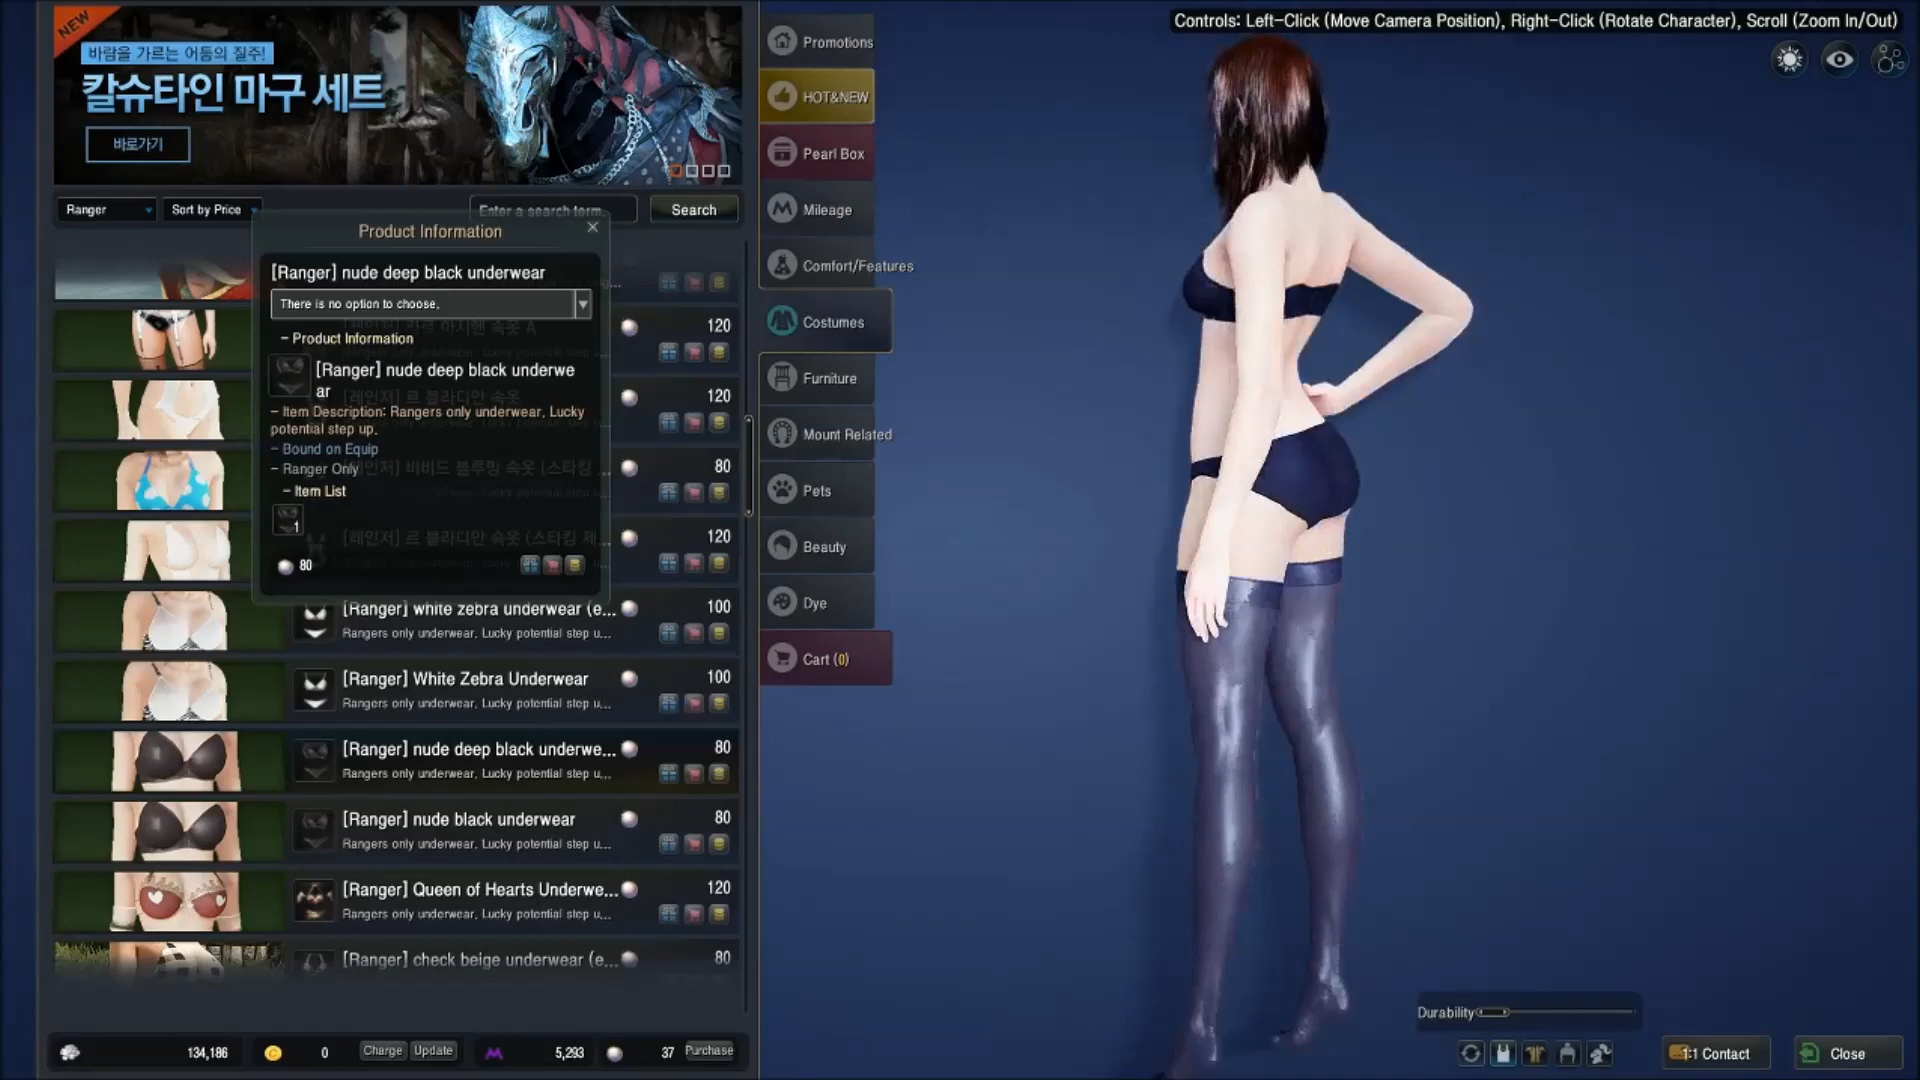 Controls: Left-Click (Move Camera Position), Right-Click (Rotate Character), Scroll (Zoom In/Out)
NEW
바람을 가르는 어둠의 질주!
칼슈타인 마구 세트
바로가기
Ranger
Sort by Price
Enter a search term.
Search
Product Information
[Ranger] nude deep black underwear
There is no option to choose.
- Product Information
[Ranger] nude deep black underwe
ar
- Item Description: Rangers only underwear, Lucky
potential step up.
- Bound on Equip
- Ranger Only
- Item List
1
80
120
120
80
120
[Ranger] white zebra underwear (e...
100
Rangers only underwear, Lucky potential step u...
[Ranger] White Zebra Underwear
100
Rangers only underwear, Lucky potential step u...
[Ranger] nude deep black underwe...
80
Rangers only underwear, Lucky potential step u...
[Ranger] nude black underwear
80
Rangers only underwear, Lucky potential step u...
[Ranger] Queen of Hearts Underwe...
120
Rangers only underwear, Lucky potential step u...
[Ranger] check beige underwear (e...
80
134,186
0
Charge
Update
5,293
37
Purchase
Promotions
HOT&NEW
Pearl Box
Mileage
Comfort/Features
Costumes
Furniture
Mount Related
Pets
Beauty
Dye
Cart (0)
Durability
1:1 Contact
Close